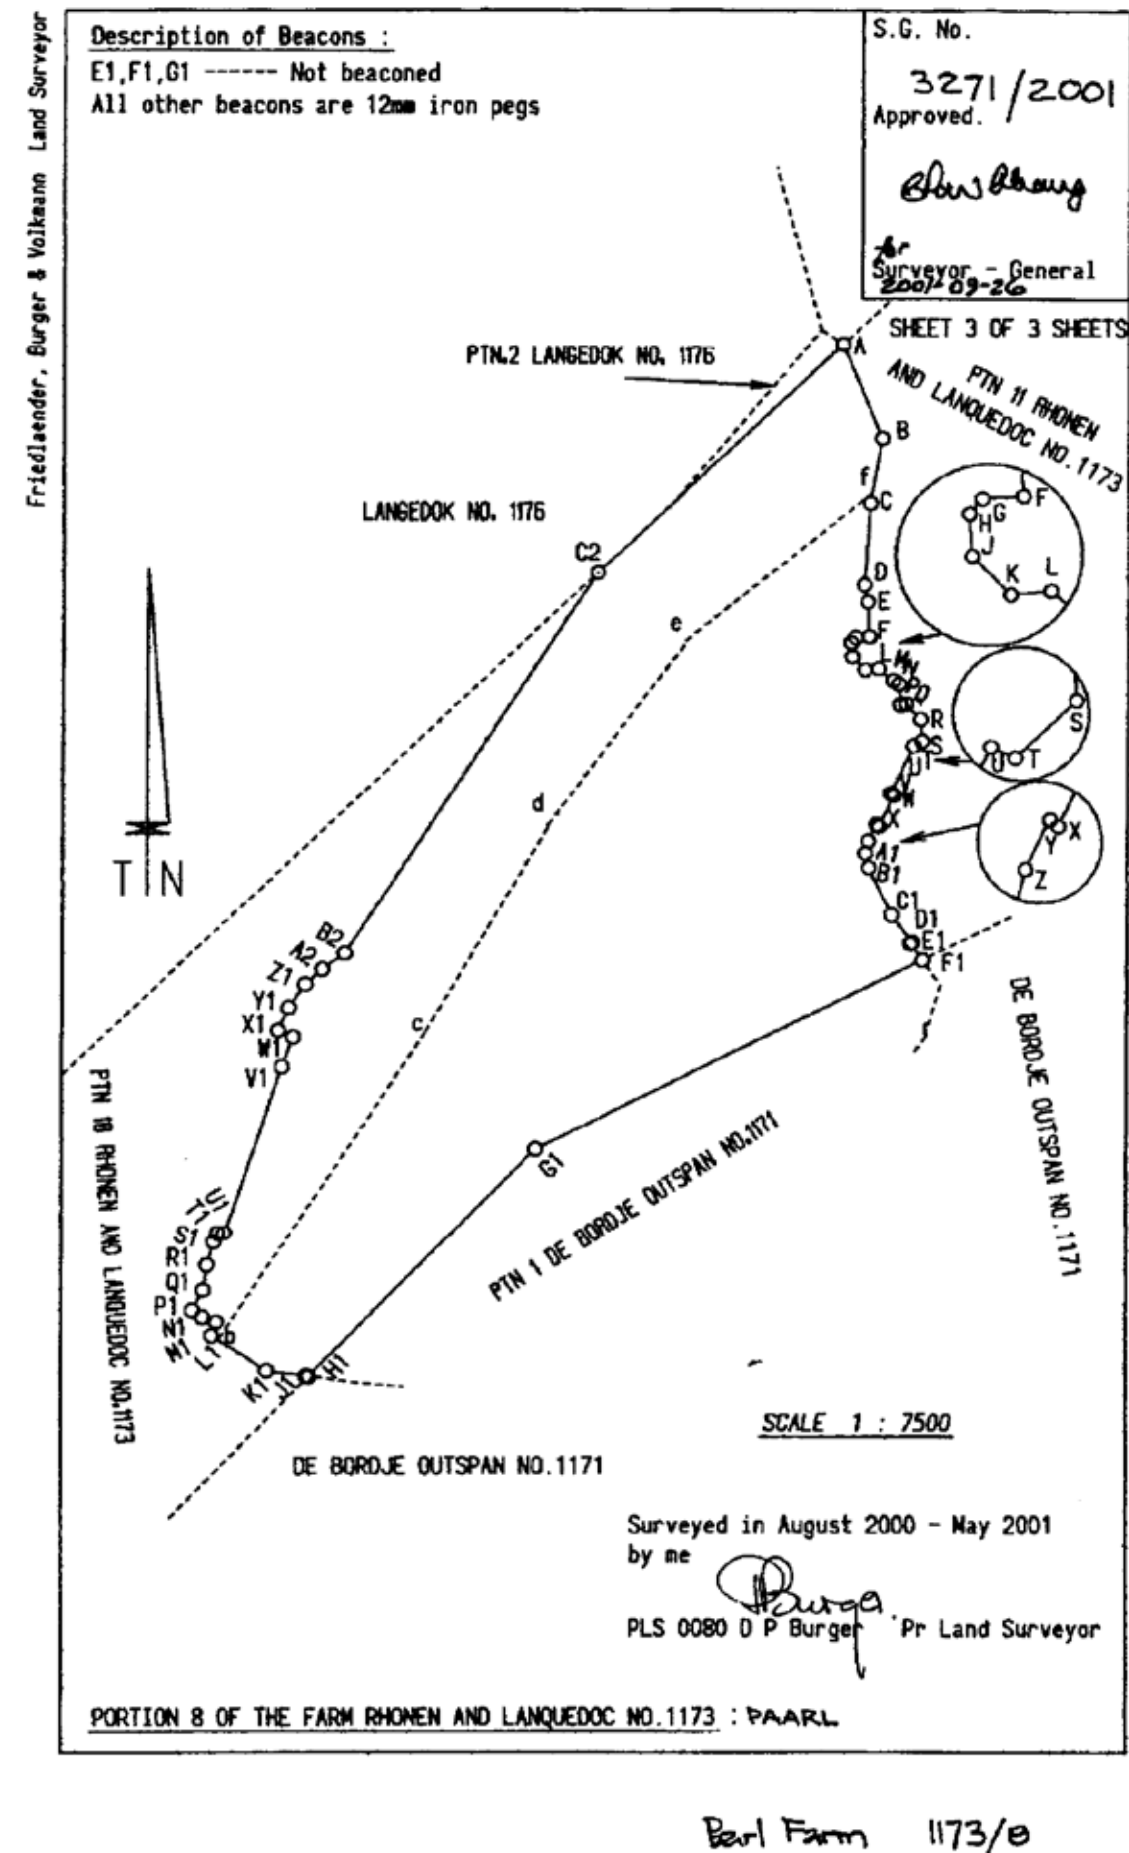 Friedlaender, Burger & Volkmann Land Surveyor
Description of Beacons :
E1,F1,G1 ------ Not beaconed
All other beacons are 12mm iron pegs
S.G. No.
3271/2001
Approved.
for
Surveyor - General
2001-09-26
SHEET 3 OF 3 SHEETS
PTN 11 RHONEN
AND LANQUEDOC NO.1173
PTN.2 LANGEDOK NO. 1176
LANGEDOK NO. 1176
A
B
f
C
C2
D
E
F
L
M
N
P
Q
R
S
T
U
V
W
X
A1
B1
C1
D1
E1
F1
F
G
H
J
K
L
S
T
U
X
Y
Z
e
d
c
b
T N
B2
A2
Z1
Y1
X1
W1
V1
U1
T1
S1
R1
Q1
P1
N1
M1
L1
K1
J1
H1
G1
PTN 18 RHONEN AND LANQUEDOC NO.1173
PTN 1 DE BORDJE OUTSPAN NO.1171
DE BORDJE OUTSPAN NO.1171
DE BORDJE OUTSPAN NO.1171
SCALE 1 : 7500
Surveyed in August 2000 - May 2001
by me
PLS 0080 D P Burger Pr Land Surveyor
PORTION 8 OF THE FARM RHONEN AND LANQUEDOC NO.1173 : PAARL
Farm 1173/8